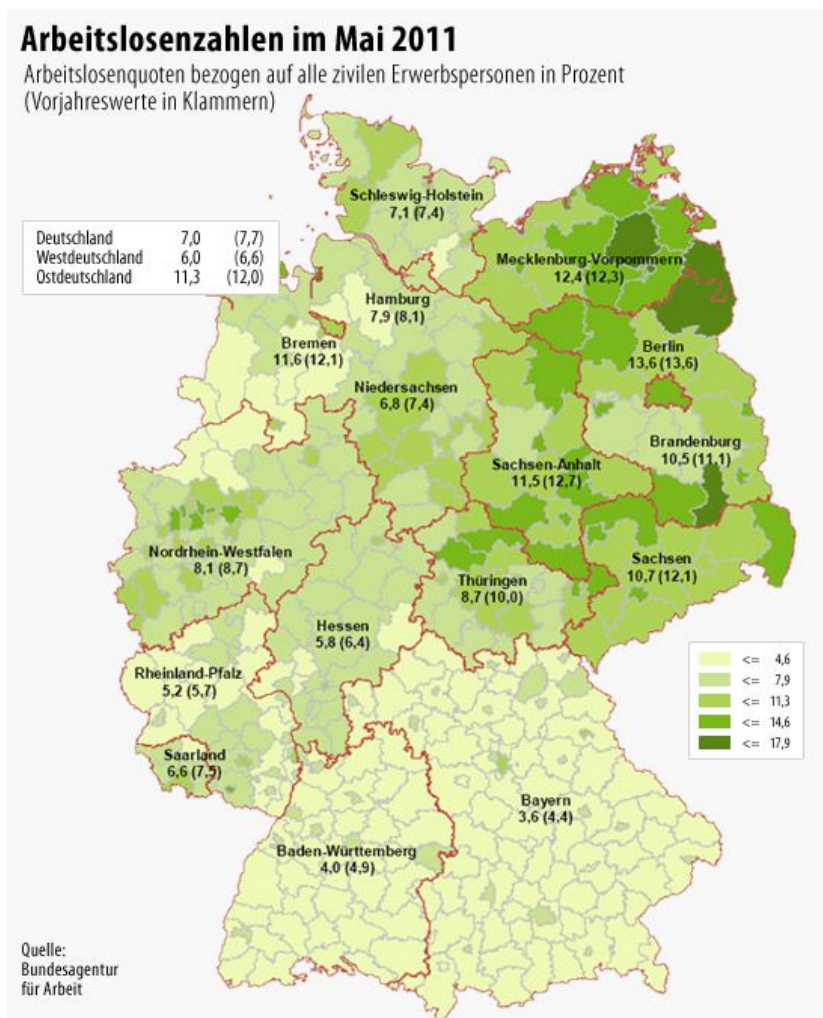 Arbeitslosenzahlen im Mai 2011
Arbeitslosenquoten bezogen auf alle zivilen Erwerbspersonen in Prozent
(Vorjahreswerte in Klammern)
Schleswig-Holstein
7,1 (7,4)
Deutschland 7,0 (7,7)
Westdeutschland 6,0 (6,6)
Ostdeutschland 11,3 (12,0)
Mecklenburg-Vorpommern
12,4 (12,3)
Hamburg
7,9 (8,1)
Bremen
11,6 (12,1)
Berlin
13,6 (13,6)
Niedersachsen
6,8 (7,4)
Brandenburg
10,5 (11,1)
Sachsen-Anhalt
11,5 (12,7)
Nordrhein-Westfalen
8,1 (8,7)
Sachsen
10,7 (12,1)
Thüringen
8,7 (10,0)
Hessen
5,8 (6,4)
Rheinland-Pfalz
5,2 (5,7)
<= 4,6
<= 7,9
<= 11,3
<= 14,6
<= 17,9
Saarland
6,6 (7,5)
Bayern
3,6 (4,4)
Baden-Württemberg
4,0 (4,9)
Quelle:
Bundesagentur
für Arbeit